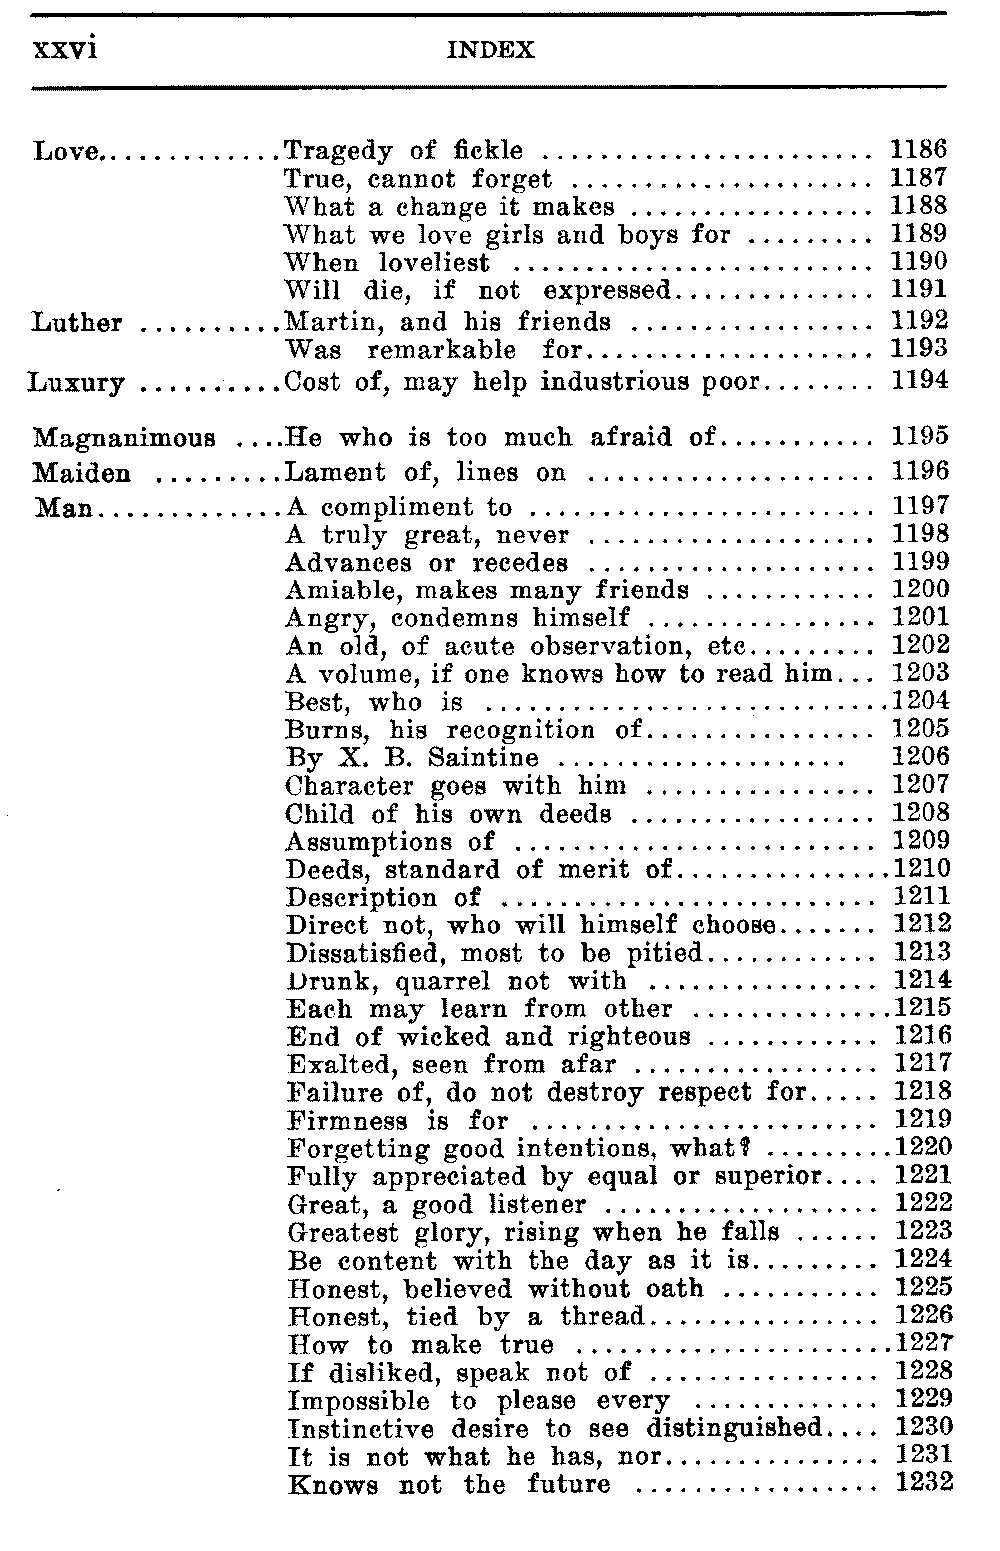 xxvi INDEX
Love..............Tragedy of fickle ....................... 1186
True, cannot forget ..................... 1187
What a change it makes ................. 1188
What we love girls and boys for ......... 1189
When loveliest ......................... 1190
Will die, if not expressed.............. 1191
Luther ..........Martin, and his friends ................. 1192
Was remarkable for.................... 1193
Luxury ..........Cost of, may help industrious poor........ 1194
Magnanimous ....He who is too much afraid of........... 1195
Maiden .........Lament of, lines on .................... 1196
Man.............A compliment to ........................ 1197
A truly great, never .................... 1198
Advances or recedes .................... 1199
Amiable, makes many friends ............ 1200
Angry, condemns himself ................ 1201
An old, of acute observation, etc......... 1202
A volume, if one knows how to read him... 1203
Best, who is ............................1204
Burns, his recognition of................ 1205
By X. B. Saintine .................... 1206
Character goes with him ................ 1207
Child of his own deeds ................. 1208
Assumptions of ......................... 1209
Deeds, standard of merit of...............1210
Description of .......................... 1211
Direct not, who will himself choose....... 1212
Dissatisfied, most to be pitied............ 1213
Drunk, quarrel not with ................ 1214
Each may learn from other ..............1215
End of wicked and righteous ............ 1216
Exalted, seen from afar ................. 1217
Failure of, do not destroy respect for..... 1218
Firmness is for ........................ 1219
Forgetting good intentions, what? .........1220
Fully appreciated by equal or superior.... 1221
Great, a good listener ................... 1222
Greatest glory, rising when he falls ...... 1223
Be content with the day as it is......... 1224
Honest, believed without oath ........... 1225
Honest, tied by a thread................ 1226
How to make true ......................1227
If disliked, speak not of ................ 1228
Impossible to please every ............. 1229
Instinctive desire to see distinguished.... 1230
It is not what he has, nor............... 1231
Knows not the future ................. 1232